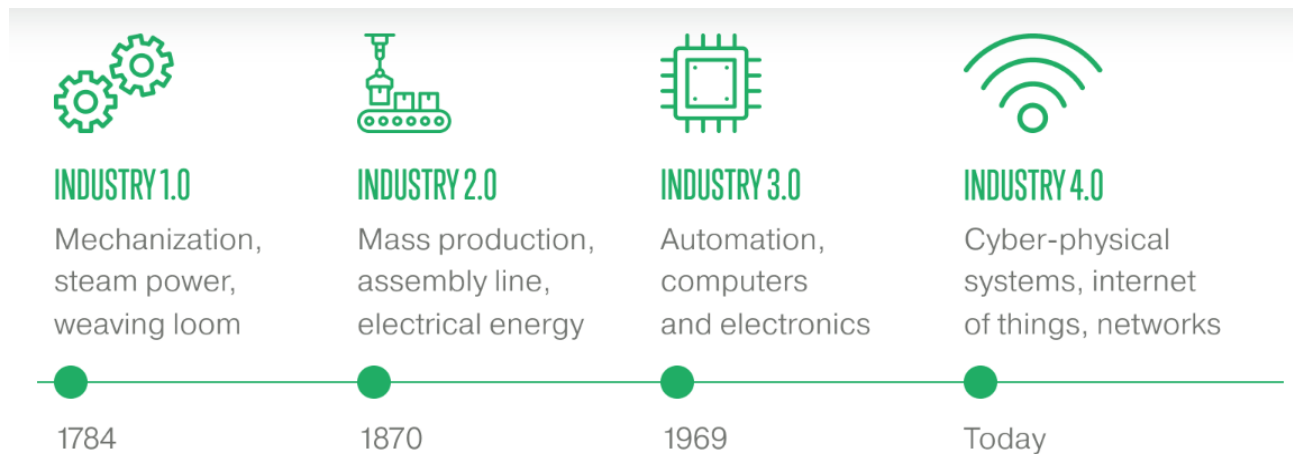 INDUSTRY 1.0
Mechanization,
steam power,
weaving loom
1784
INDUSTRY 2.0
Mass production,
assembly line,
electrical energy
1870
INDUSTRY 3.0
Automation,
computers
and electronics
1969
INDUSTRY 4.0
Cyber-physical
systems, internet
of things, networks
Today